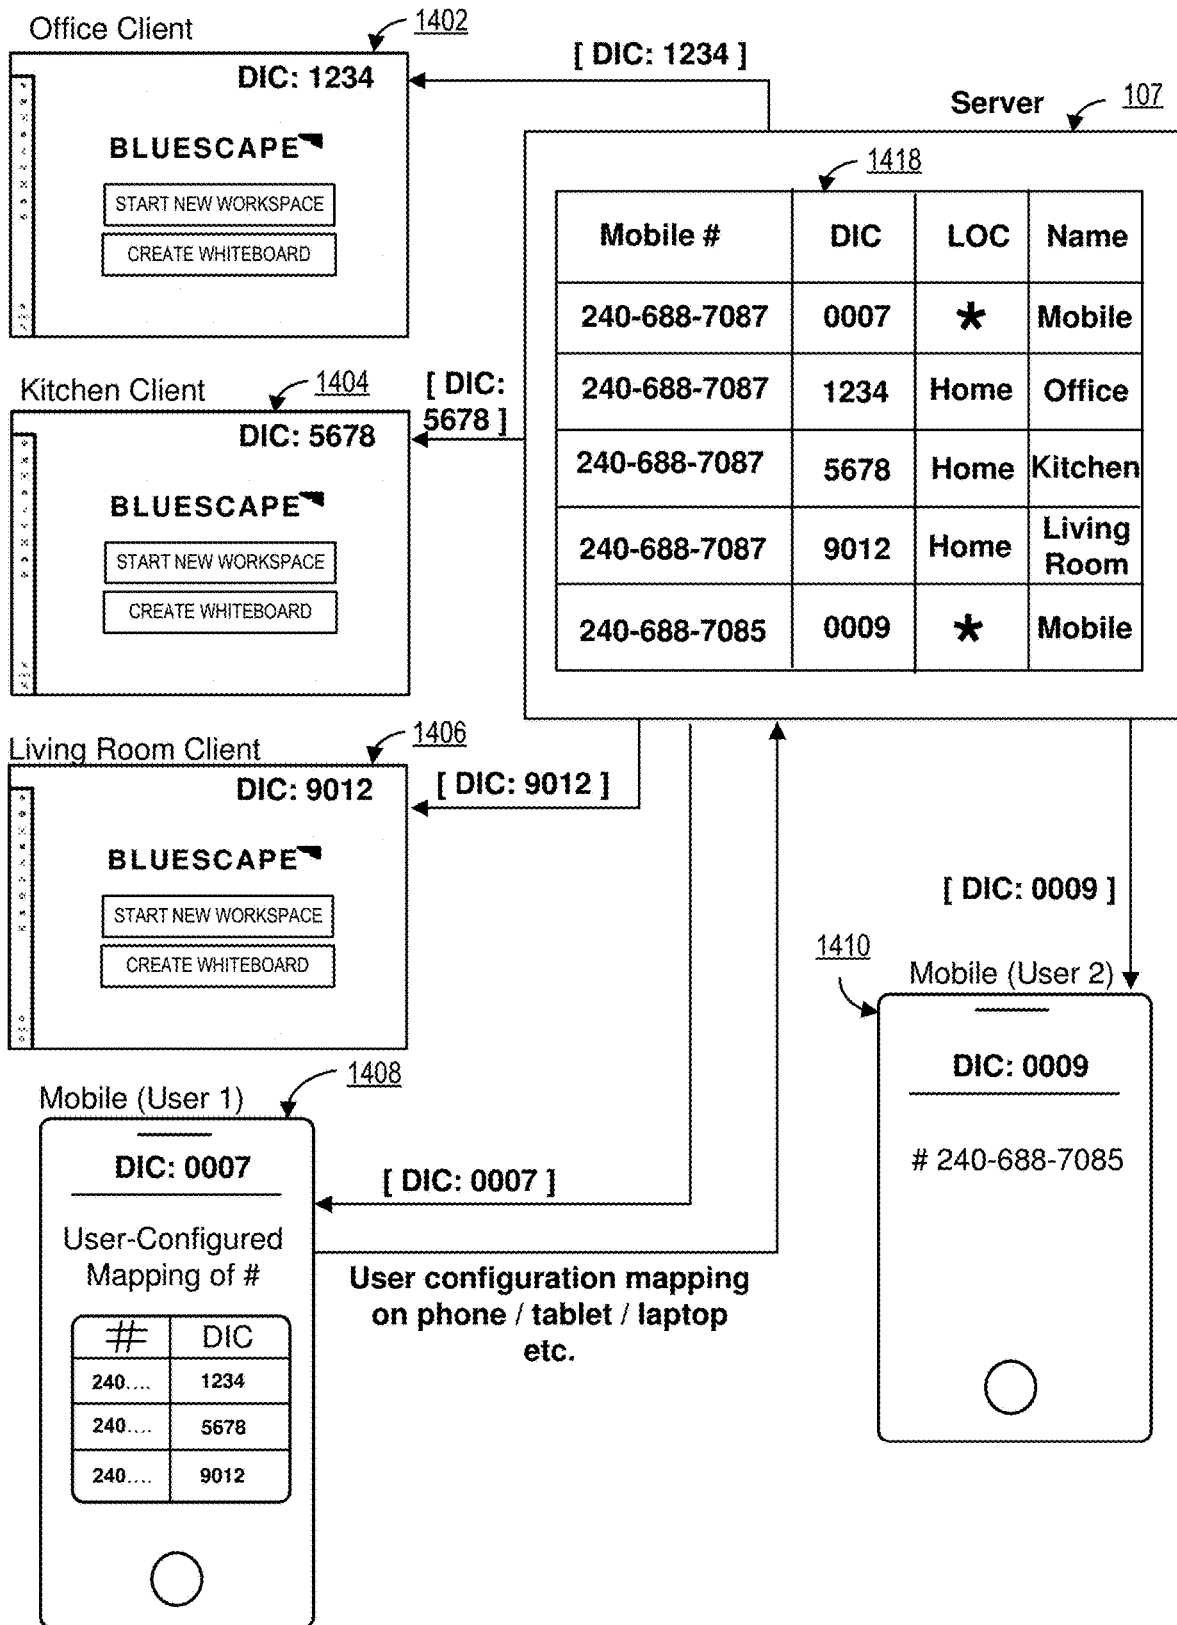 Office Client
1402
DIC: 1234
BLUESCAPE
START NEW WORKSPACE
CREATE WHITEBOARD
[ DIC: 1234 ]
Server
107
1418
Mobile # DIC LOC Name
240-688-7087 0007 * Mobile
240-688-7087 1234 Home Office
240-688-7087 5678 Home Kitchen
240-688-7087 9012 Home Living
Room
240-688-7085 0009 * Mobile
Kitchen Client
1404
DIC: 5678
BLUESCAPE
START NEW WORKSPACE
CREATE WHITEBOARD
[ DIC:
5678 ]
Living Room Client
1406
DIC: 9012
BLUESCAPE
START NEW WORKSPACE
CREATE WHITEBOARD
[ DIC: 9012 ]
[ DIC: 0009 ]
1410
Mobile (User 2)
DIC: 0009
# 240-688-7085
1408
Mobile (User 1)
DIC: 0007
User-Configured
Mapping of #
# DIC
240.... 1234
240.... 5678
240.... 9012
[ DIC: 0007 ]
User configuration mapping
on phone / tablet / laptop
etc.